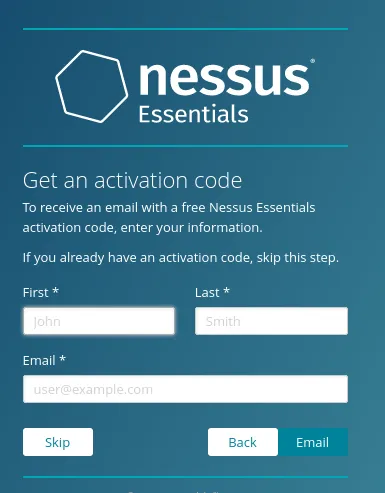 nessus®
Essentials
Get an activation code
To receive an email with a free Nessus Essentials
activation code, enter your information.
If you already have an activation code, skip this step.
First * Last *
John Smith
Email *
user@example.com
Skip Back Email